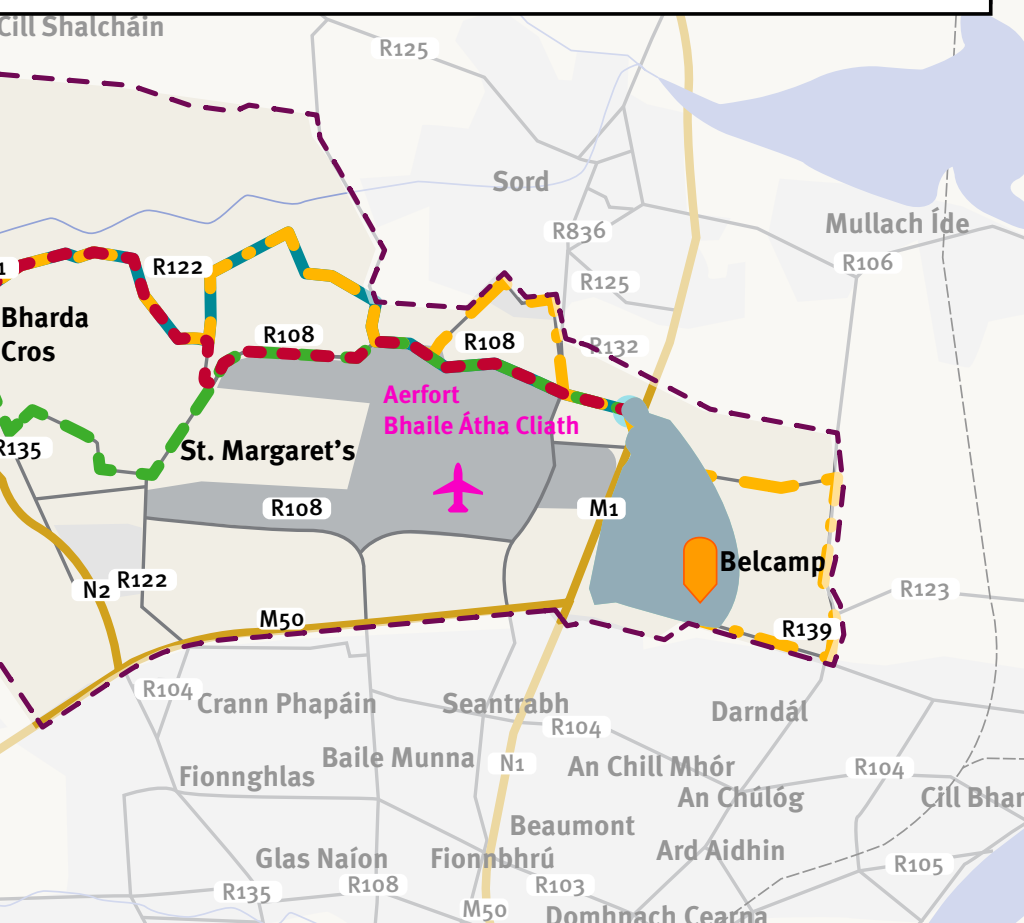 Cill Shalcháin
R125
Sord
R836
Mullach Íde
R106
R125
1
R122
Bharda
Cros
R108
R108
R132
Aerfort
Bhaile Átha Cliath
R135
St. Margaret's
R108
M1
Belcamp
N2
R122
R123
M50
R139
R104
Crann Phapáin
Seantrabh
R104
Darndál
Baile Munna
N1
An Chill Mhór
R104
Fionnghlas
An Chúlóg
Cill Bhar
Beaumont
Ard Aidhin
Glas Naíon
Fionnbhrú
R105
R135
R108
R103
M50
Domhnach Cearna